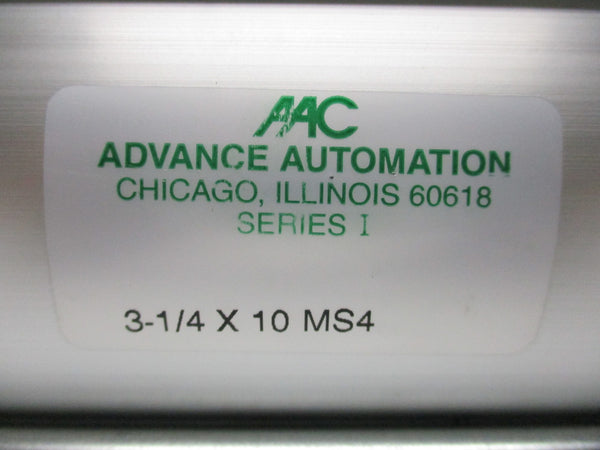 AAC
ADVANCE AUTOMATION
CHICAGO, ILLINOIS 60618
SERIES I
3-1/4 X 10 MS4